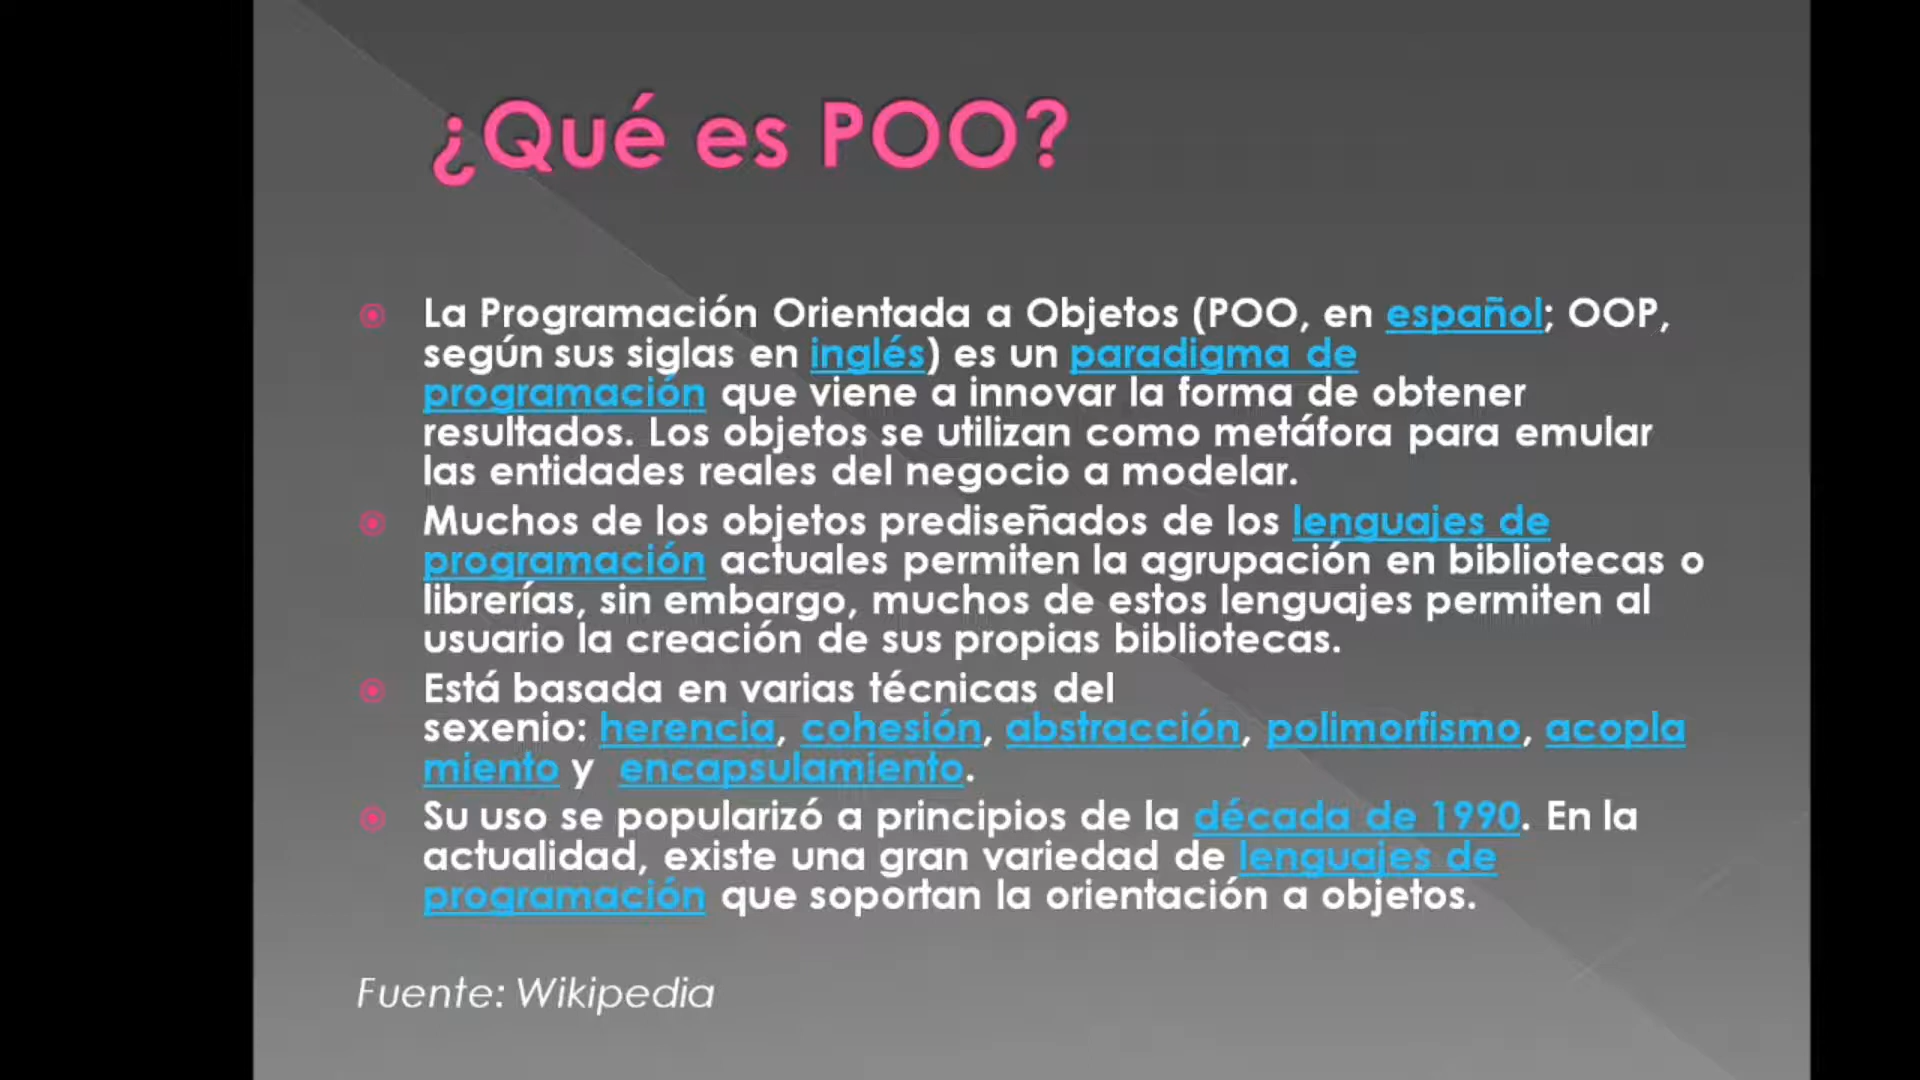 ¿Qué es POO?
La Programación Orientada a Objetos (POO, en español; OOP,
según sus siglas en inglés) es un paradigma de
programación que viene a innovar la forma de obtener
resultados. Los objetos se utilizan como metáfora para emular
las entidades reales del negocio a modelar.
Muchos de los objetos prediseñados de los lenguajes de
programación actuales permiten la agrupación en bibliotecas o
librerías, sin embargo, muchos de estos lenguajes permiten al
usuario la creación de sus propias bibliotecas.
Está basada en varias técnicas del
sexenio: herencia, cohesión, abstracción, polimorfismo, acopla
miento y encapsulamiento.
Su uso se popularizó a principios de la década de 1990. En la
actualidad, existe una gran variedad de lenguajes de
programación que soportan la orientación a objetos.
Fuente: Wikipedia